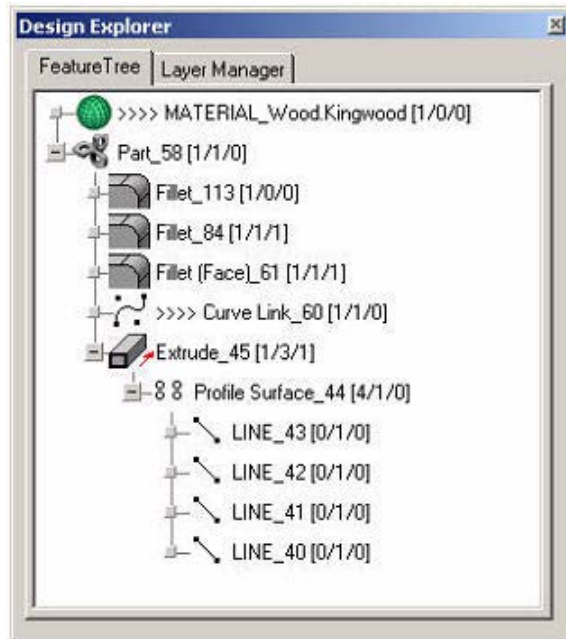 Design Explorer
FeatureTree
Layer Manager
>>>> MATERIAL_Wood.Kingwood [1/0/0]
Part_58 [1/1/0]
Fillet_113 [1/0/0]
Fillet_84 [1/1/1]
Fillet (Face)_61 [1/1/1]
>>>> Curve Link_60 [1/1/0]
Extrude_45 [1/3/1]
Profile Surface_44 [4/1/0]
LINE_43 [0/1/0]
LINE_42 [0/1/0]
LINE_41 [0/1/0]
LINE_40 [0/1/0]